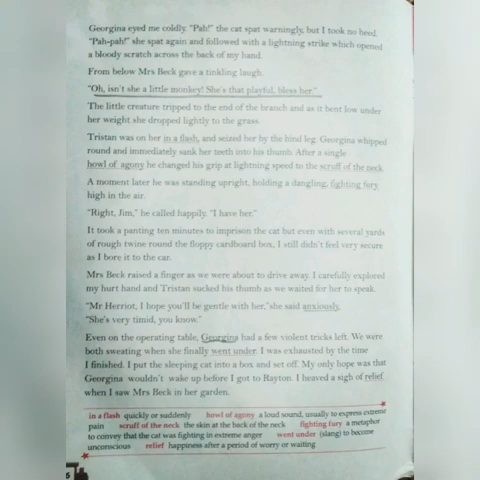 Georgina eyed me coldly. "Pah!" the cat spat warningly, but I took no heed.
"Pah-pah!" she spat again and followed with a lightning strike which opened
a bloody scratch across the back of my hand.
From below Mrs Beck gave a tinkling laugh.
"Oh, isn't she a little monkey! She's that playful, bless her".
The little creature tripped to the end of the branch and as it bent low under
her weight she dropped lightly to the grass.
Tristan was on her in a flash, and seized her by the hind leg. Georgina whipped
round and immediately sank her teeth into his thumb. After a single
howl of agony he changed his grip at lightning speed to the scruff of the neck.
A moment later he was standing upright, holding a dangling, fighting fury
high in the air.
"Right, Jim," he called happily. "I have her."
It took a panting ten minutes to imprison the cat but even with several yards
of rough twine round the floppy cardboard box, I still didn't feel very secure
as I bore it to the car.
Mrs Beck raised a finger as we were about to drive away. I carefully explored
my hurt hand and Tristan sucked his thumb as we waited for her to speak.
"Mr Herriot, I hope you'll be gentle with her,"she said anxiously.
"She's very timid, you know."
Even on the operating table, Georgina had a few violent tricks left. We were
both sweating when she finally went under. I was exhausted by the time
I finished. I put the sleeping cat into a box and set off. My only hope was that
Georgina wouldn't wake up before I got to Rayton. I heaved a sigh of relief
when I saw Mrs Beck in her garden.
in a flash quickly or suddenly howl of agony a loud sound, usually to express extreme
pain scruff of the neck the skin at the back of the neck fighting fury a metaphor
to convey that the cat was fighting in extreme anger went under (slang) to become
unconscious relief happiness after a period of worry or waiting
6